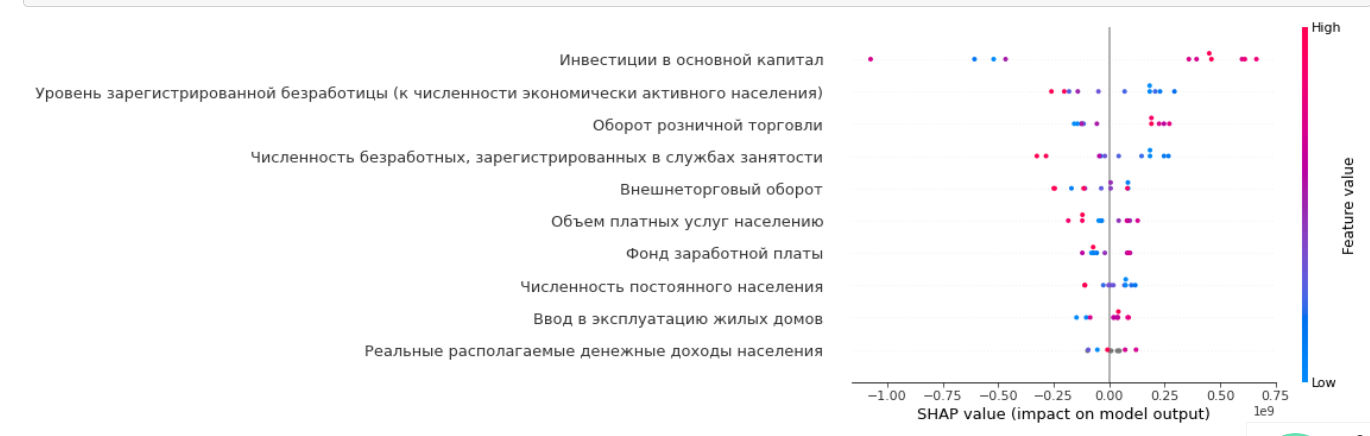 High
Инвестиции в основной капитал
Уровень зарегистрированной безработицы (к численности экономически активного населения)
Оборот розничной торговли
Численность безработных, зарегистрированных в службах занятости
Внешнеторговый оборот
Объем платных услуг населению
Фонд заработной платы
Численность постоянного населения
Ввод в эксплуатацию жилых домов
Реальные располагаемые денежные доходы населения
Feature value
Low
−1.00 −0.75 −0.50 −0.25 0.00 0.25 0.50 0.75
SHAP value (impact on model output) 1e9